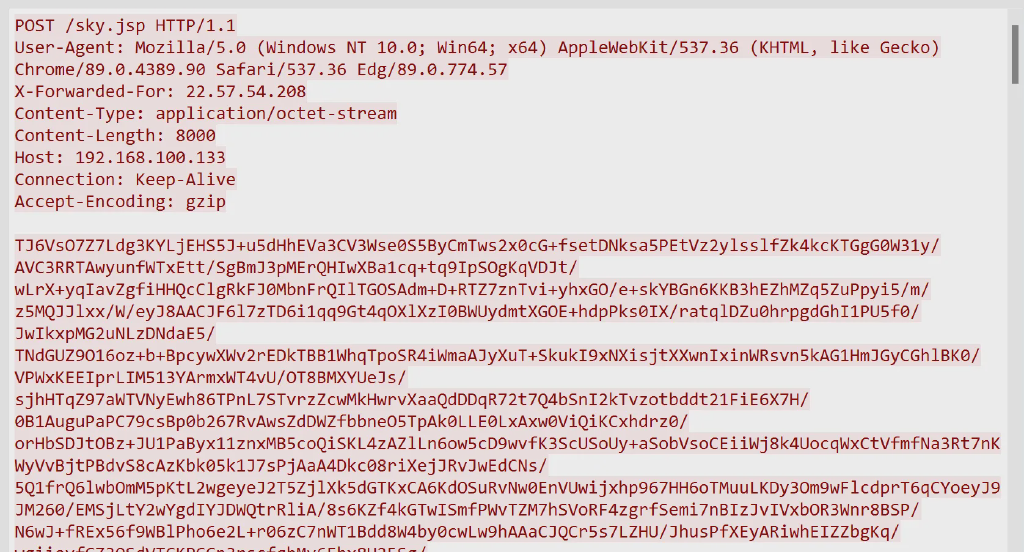 POST /sky.jsp HTTP/1.1
User-Agent: Mozilla/5.0 (Windows NT 10.0; Win64; x64) AppleWebKit/537.36 (KHTML, like Gecko)
Chrome/89.0.4389.90 Safari/537.36 Edg/89.0.774.57
X-Forwarded-For: 22.57.54.208
Content-Type: application/octet-stream
Content-Length: 8000
Host: 192.168.100.133
Connection: Keep-Alive
Accept-Encoding: gzip
TJ6VsO7Z7Ldg3KYLjEHS5J+u5dHhEVa3CV3Wse0S5ByCmTws2x0cG+fsetDNksa5PEtVz2ylsslfZk4kcKTGgG0W31y/
AVC3RRTAwyunfWTxEtt/SgBmJ3pMErQHIwXBa1cq+tq9IpSOgKqVDJt/
wLrX+yqIavZgfiHHQcClgRkFJ0MbnFrQIlTGOSAdm+D+RTZ7znTvi+yhxGO/e+skYBGn6KKB3hEZhMZq5ZuPpyi5/m/
z5MQJJlxx/W/eyJ8AACJF6l7zTD6i1qq9Gt4qOXlXzI0BWUydmtXGOE+hdpPks0IX/ratqlDZu0hrpgdGhI1PU5f0/
JwIkxpMG2uNLzDNdaE5/
TNdGUZ9O16oz+b+BpcywXWv2rEDkTBB1WhqTpoSR4iWmaAJyXuT+SkukI9xNXisjtXXwnIxinWRsvn5kAG1HmJGyCGhlBK0/
VPWxKEEIprLIM513YArmxWT4vU/OT8BMXYUeJs/
sjhHTqZ97aWTVNyEwh86TPnL7STvrzZcwMkHwrvXaaQdDDqR72t7Q4bSnI2kTvzotbddt21FiE6X7H/
0B1AuguPaPC79csBp0b267RvAwsZdDWZfbbneO5TpAk0LLE0LxAxw0ViQiKCxhdrz0/
orHbSDJtOBz+JU1PaByx11znxMB5coQiSKL4zAZlLn6ow5cD9wvfK3ScUSoUy+aSobVsoCEiiWj8k4UocqWxCtVfmfNa3Rt7nK
WyVvBjtPBdvS8cAzKbk05k1J7sPjAaA4Dkc08riXejJRvJwEdCNs/
5Q1frQ6lwbOmM5pKtL2wgeyeJ2T5ZjlXk5dGTKxCA6KdOSuRvNw0EnVUwijxhp967HH6oTMuuLKDy3Om9wFlcdprT6qCYoeyJ9
JM260/EMSjLtY2wYgdIYJDWQtrRliA/8s6KZf4kGTwISmfPWvTZM7hSVoRF4zgrfSemi7nBIzJvIVxbOR3Wnr8BSP/
N6wJ+fREx56f9WBlPho6e2L+r06zC7nWT1Bdd8W4by0cwLw9hAAaCJQCr5s7LZHU/JhusPfXEyARiwhEIZZbgKq/